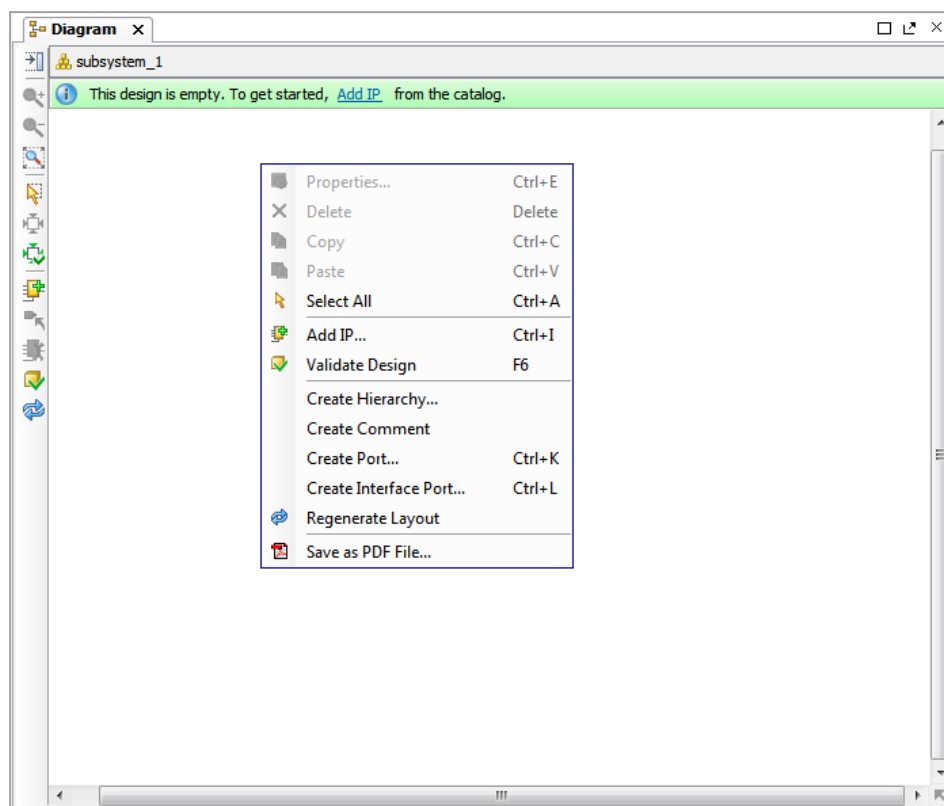 Diagram
subsystem_1
This design is empty. To get started, Add IP from the catalog.
Properties... Ctrl+E
Delete Delete
Copy Ctrl+C
Paste Ctrl+V
Select All Ctrl+A
Add IP... Ctrl+I
Validate Design F6
Create Hierarchy...
Create Comment
Create Port... Ctrl+K
Create Interface Port... Ctrl+L
Regenerate Layout
Save as PDF File...